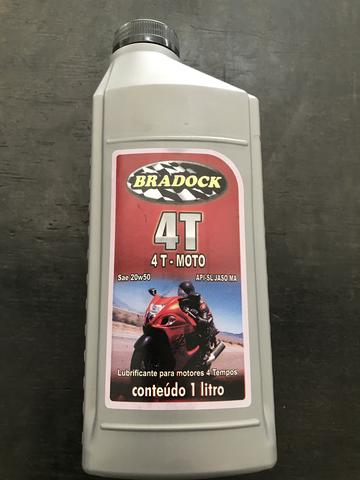 BRADOCK
4T
4 T - MOTO
Sae 20w50 API-SL JASO MA
Lubrificante para motores 4 Tempos
conteúdo 1 litro